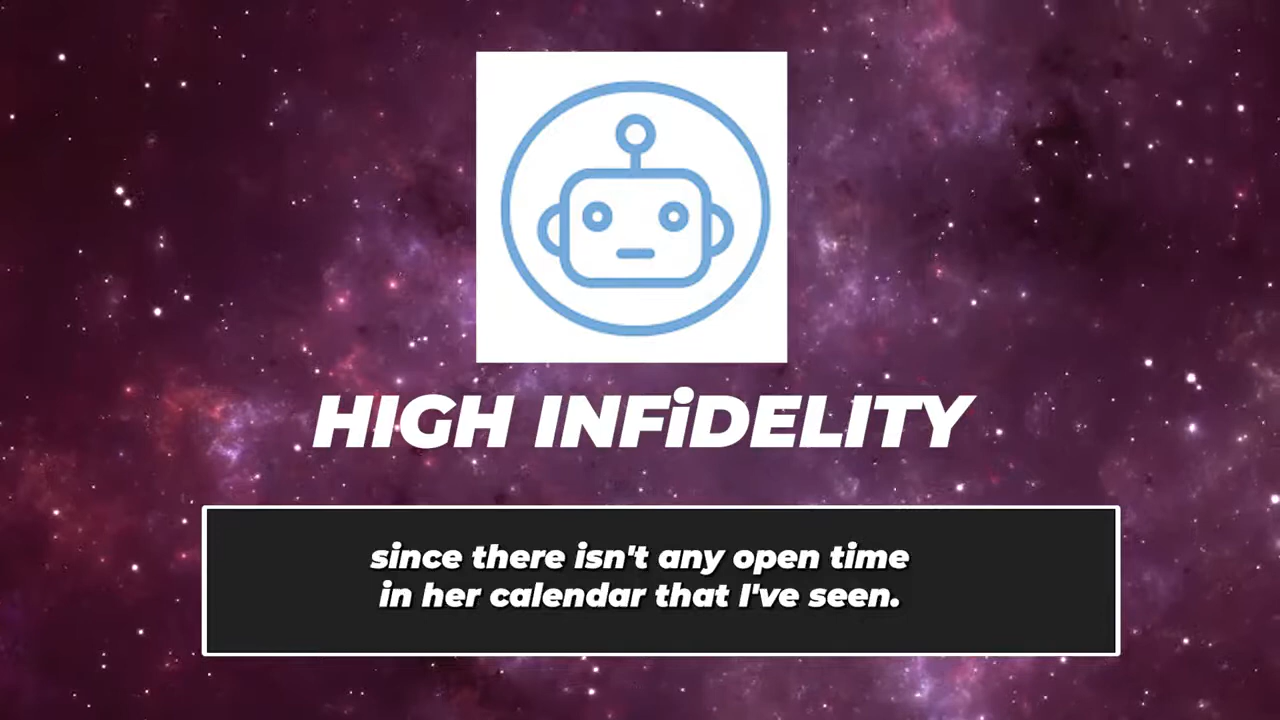 HIGH INFiDELITY
since there isn't any open time
in her calendar that I've seen.